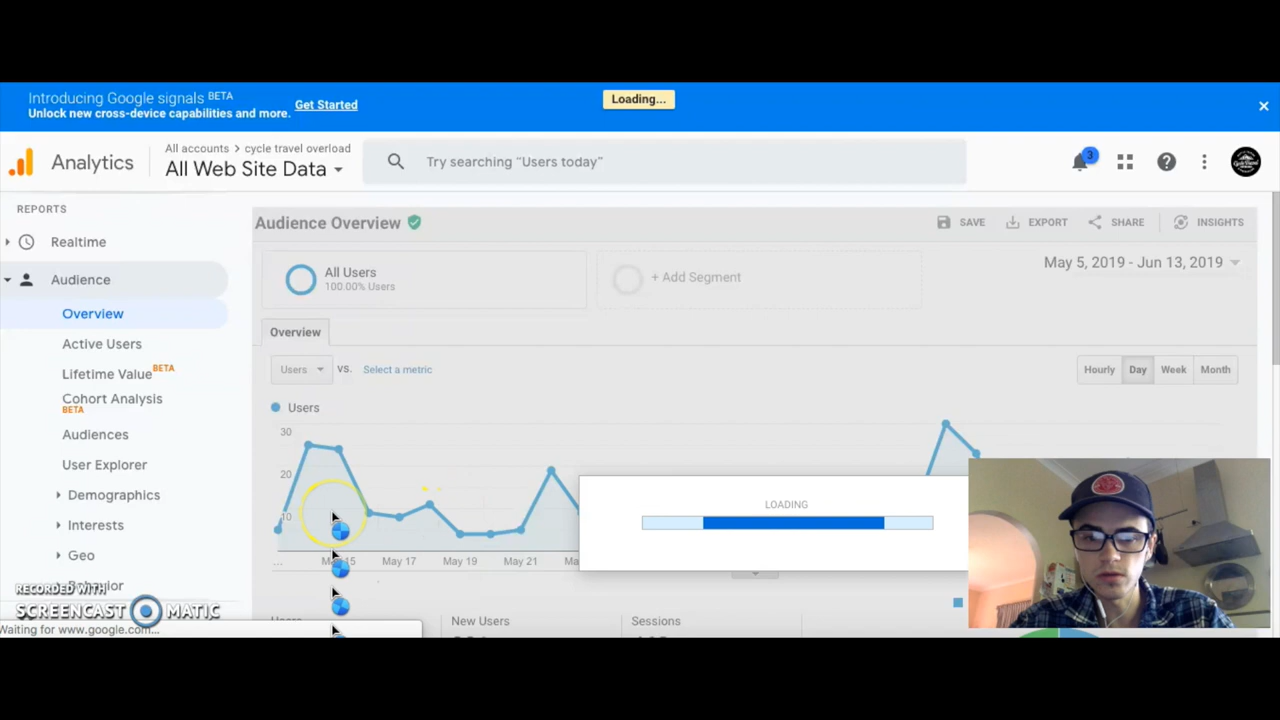 Introducing Google signals BETA
Unlock new cross-device capabilities and more. Get Started
Loading...
All accounts > cycle travel overload
Analytics
All Web Site Data
Try searching "Users today"
3
REPORTS
Realtime
Audience
Overview
Active Users
Lifetime Value BETA
Cohort Analysis
BETA
Audiences
User Explorer
Demographics
Interests
Geo
Behavior
Audience Overview
SAVE
EXPORT
SHARE
INSIGHTS
All Users
100.00% Users
+ Add Segment
May 5, 2019 - Jun 13, 2019
Overview
Users
VS.
Select a metric
Hourly
Day
Week
Month
Users
30
20
10
...
May 15
May 17
May 19
May 21
LOADING
Users
New Users
Sessions
RECORDED WITH
SCREENCAST MATIC
Waiting for www.google.com...